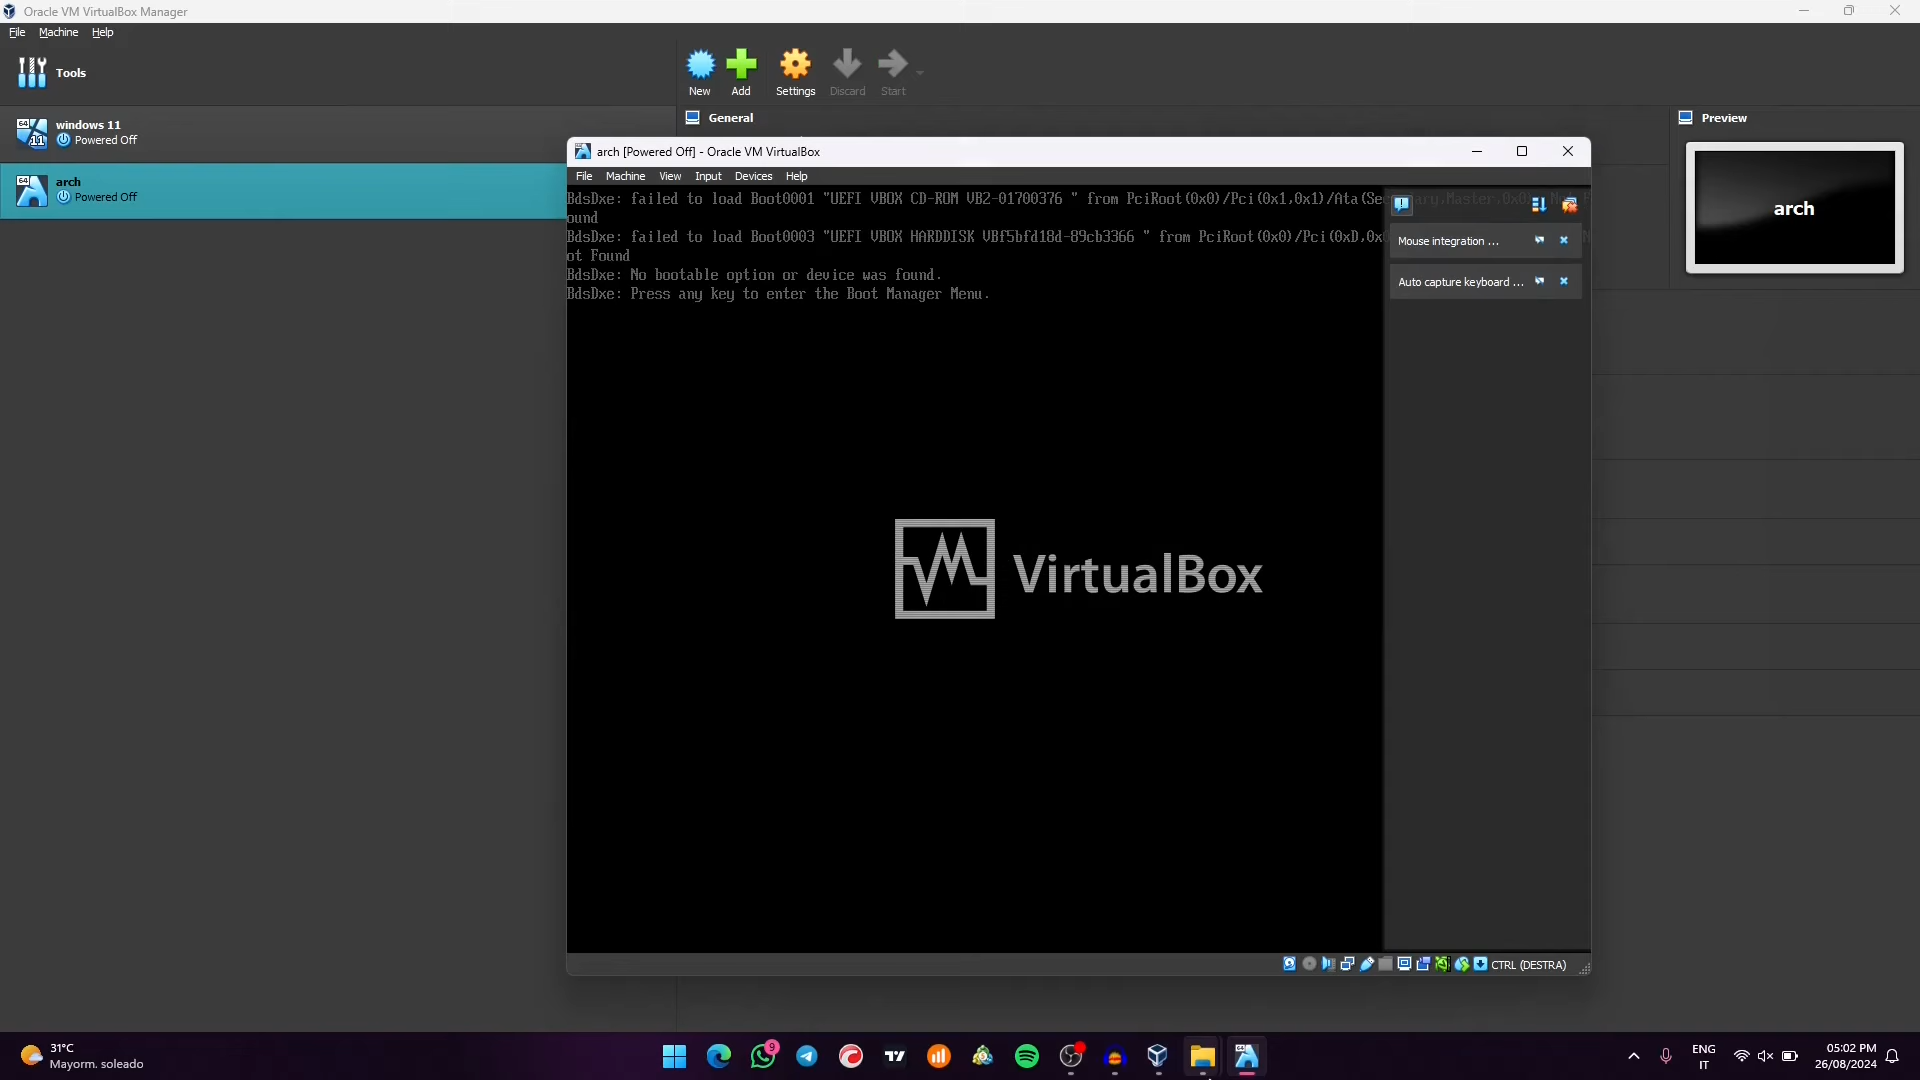 Oracle VM VirtualBox Manager
File Machine Help
Tools
New Add Settings Discard Start
windows 11
Powered Off
arch
Powered Off
General
Preview
arch
arch [Powered Off] - Oracle VM VirtualBox
File Machine View Input Devices Help
BdsDxe: failed to load Boot0001 "UEFI VBOX CD-ROM VB2-01700376 " from PciRoot(0x0)/Pci(0x1,0x1)/Ata(Secondary,Master,0x0): Not F
ound
BdsDxe: failed to load Boot0003 "UEFI VBOX HARDDISK VBf5bfd18d-89cb3366 " from PciRoot(0x0)/Pci(0xD,0x
ot Found
BdsDxe: No bootable option or device was found.
BdsDxe: Press any key to enter the Boot Manager Menu.
Mouse integration ...
Auto capture keyboard ...
VirtualBox
CTRL (DESTRA)
31°C
Mayorm. soleado
9
ENG
IT
05:02 PM
26/08/2024